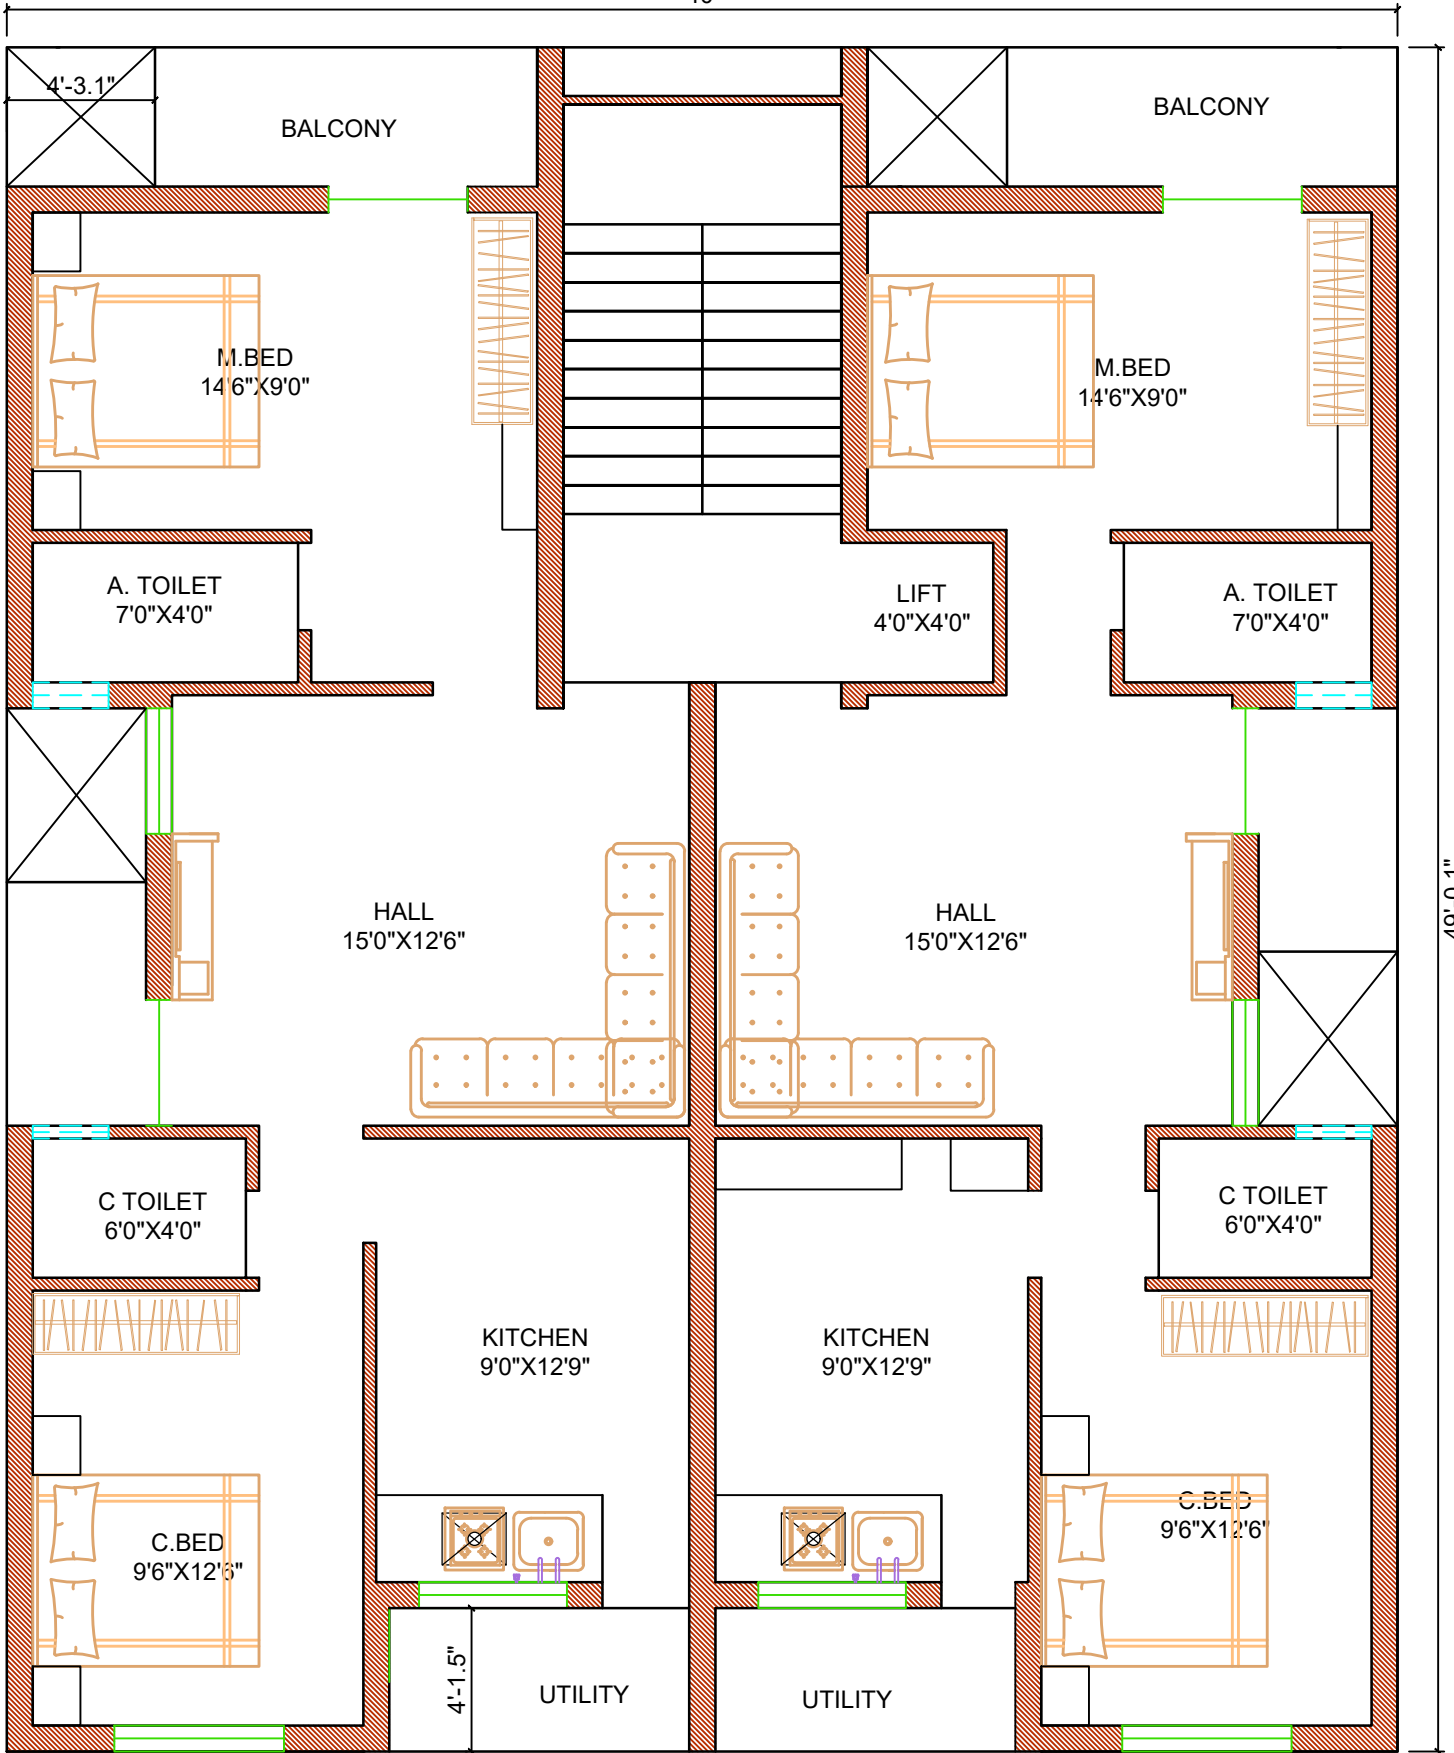 4'-3.1"
BALCONY
BALCONY
M.BED
14'6"X9'0"
M.BED
14'6"X9'0"
A. TOILET
7'0"X4'0"
LIFT
4'0"X4'0"
A. TOILET
7'0"X4'0"
HALL
15'0"X12'6"
HALL
15'0"X12'6"
49'-0.1"
C TOILET
6'0"X4'0"
C TOILET
6'0"X4'0"
KITCHEN
9'0"X12'9"
KITCHEN
9'0"X12'9"
C.BED
9'6"X12'6"
C.BED
9'6"X12'6"
4'-1.5"
UTILITY
UTILITY